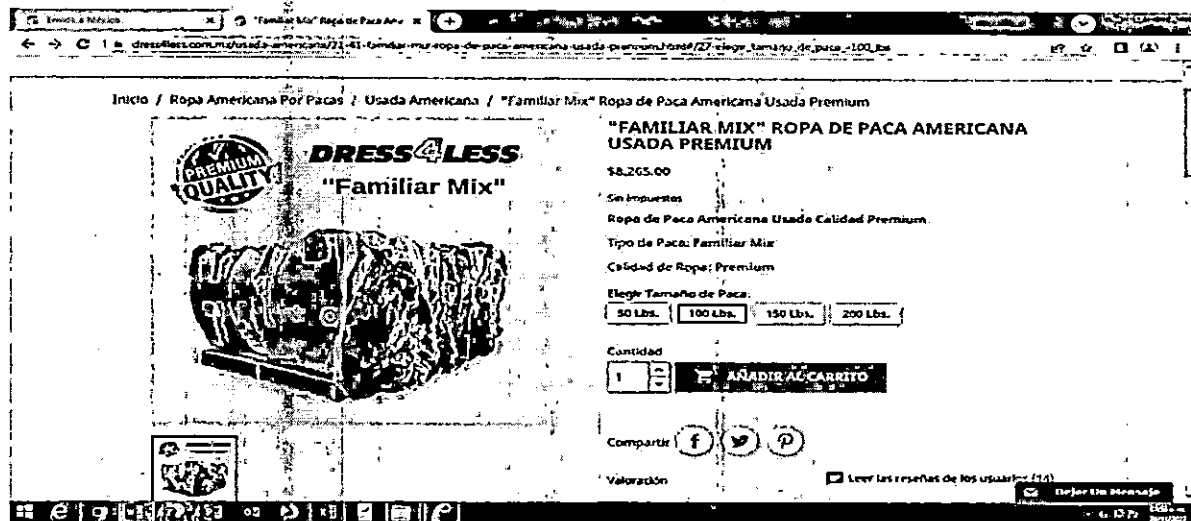 Envíos a México
"Familiar Mix" Ropa de Paca Ame
Inicio / Ropa Americana Por Pacas / Usada Americana / "Familiar Mix" Ropa de Paca Americana Usada Premium
PREMIUM
QUALITY
DRESS4LESS
"Familiar Mix"
"FAMILIAR MIX" ROPA DE PACA AMERICANA
USADA PREMIUM
$8,265.00
Sin impuestos
Ropa de Paca Americana Usada Calidad Premium
Tipo de Paca: Familiar Mix
Calidad de Ropa: Premium
Elegir Tamaño de Paca:
50 Lbs. 100 Lbs. 150 Lbs. 200 Lbs.
Cantidad
1 AÑADIR AL CARRITO
Compartir
Valoración Leer las reseñas de los usuarios (14)
Dejar Un Mensaje